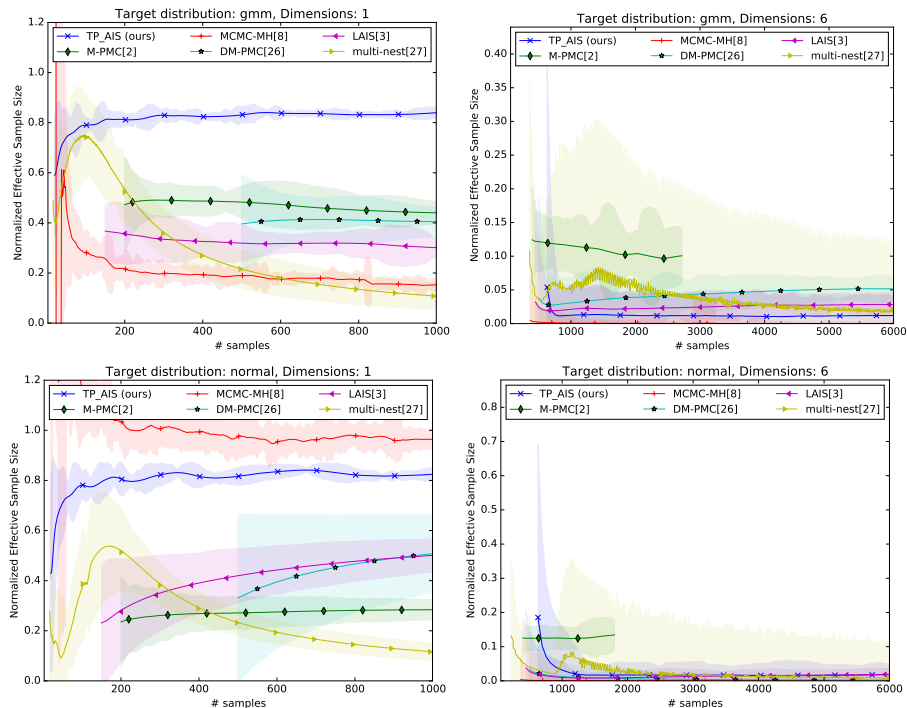 Target distribution: gmm, Dimensions: 1
TP_AIS (ours) MCMC-MH[8] LAIS[3]
M-PMC[2] DM-PMC[26] multi-nest[27]
Normalized Effective Sample Size
1.2
1.0
0.8
0.6
0.4
0.2
0.0
200 400 600 800 1000
# samples
Target distribution: gmm, Dimensions: 6
TP_AIS (ours) MCMC-MH[8] LAIS[3]
M-PMC[2] DM-PMC[26] multi-nest[27]
Normalized Effective Sample Size
0.40
0.35
0.30
0.25
0.20
0.15
0.10
0.05
0.00
1000 2000 3000 4000 5000 6000
# samples
Target distribution: normal, Dimensions: 1
TP_AIS (ours) MCMC-MH[8] LAIS[3]
M-PMC[2] DM-PMC[26] multi-nest[27]
Normalized Effective Sample Size
1.2
1.0
0.8
0.6
0.4
0.2
0.0
200 400 600 800 1000
# samples
Target distribution: normal, Dimensions: 6
TP_AIS (ours) MCMC-MH[8] LAIS[3]
M-PMC[2] DM-PMC[26] multi-nest[27]
Normalized Effective Sample Size
0.8
0.7
0.6
0.5
0.4
0.3
0.2
0.1
0.0
1000 2000 3000 4000 5000 6000
# samples